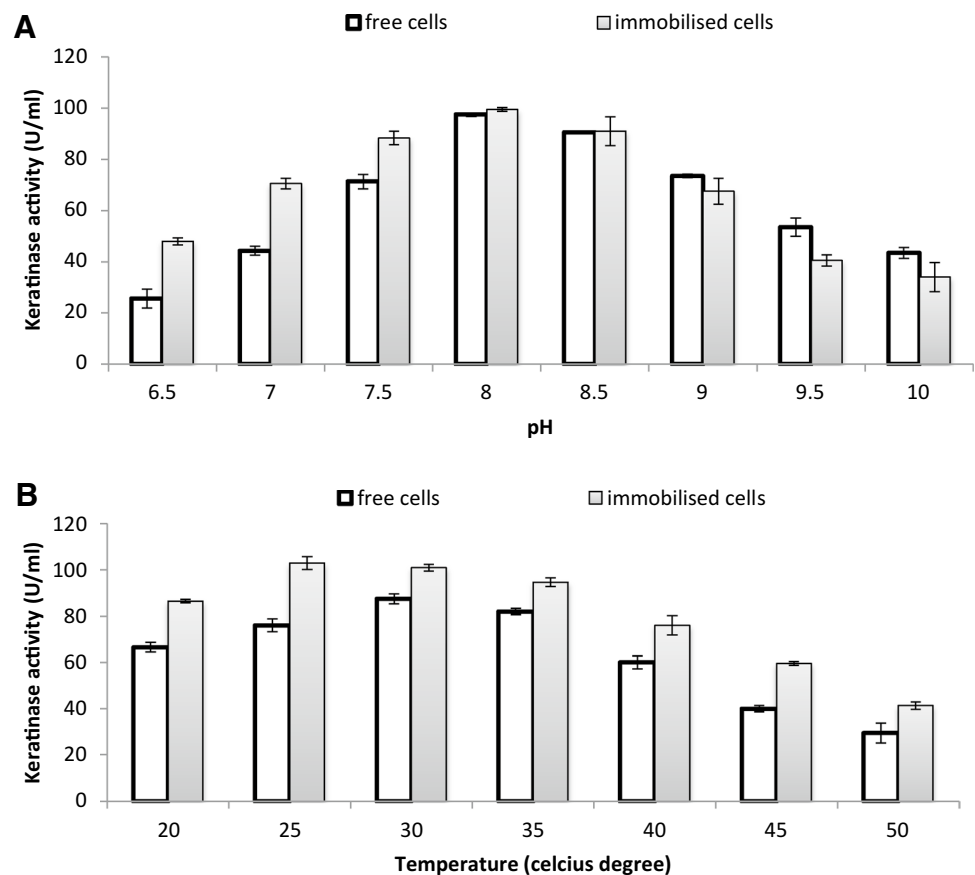 A
free cells immobilised cells
Keratinase activity (U/ml)
120
100
80
60
40
20
0
6.5 7 7.5 8 8.5 9 9.5 10
pH
B
free cells immobilised cells
Keratinase activity (U/ml)
120
100
80
60
40
20
0
20 25 30 35 40 45 50
Temperature (celcius degree)